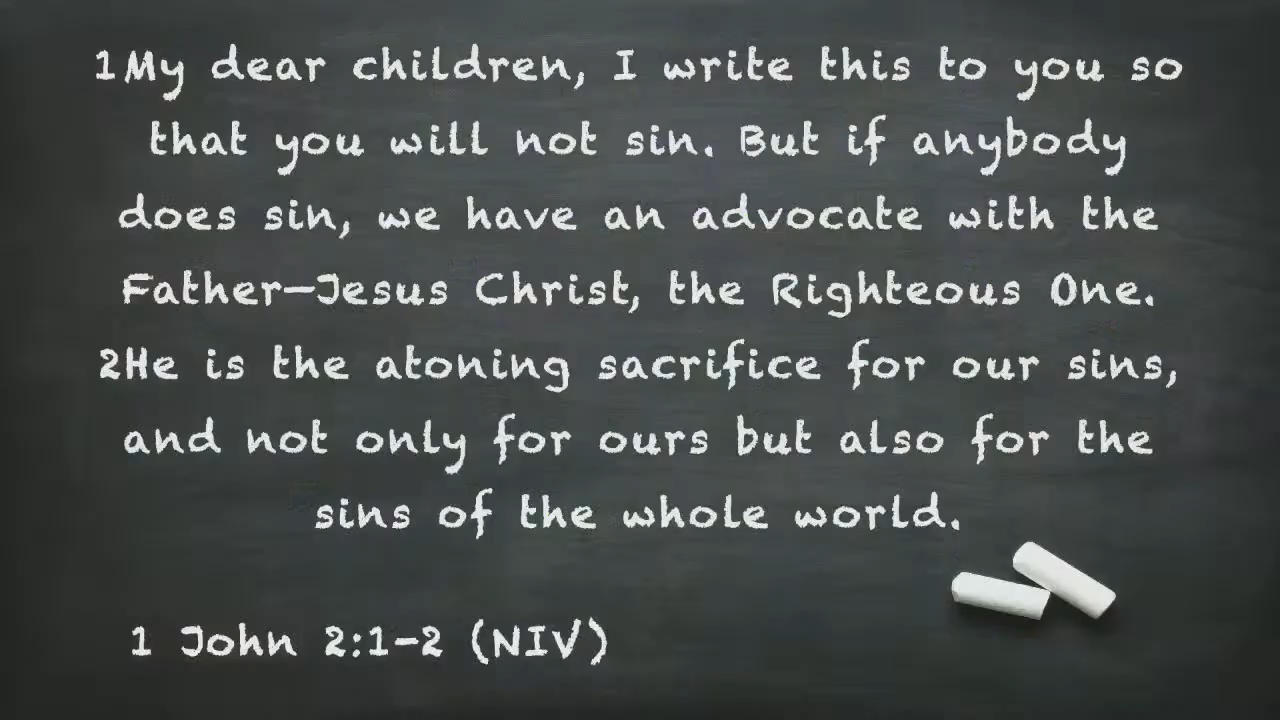 1My dear children, I write this to you so
that you will not sin. But if anybody
does sin, we have an advocate with the
Father—Jesus Christ, the Righteous One.
2He is the atoning sacrifice for our sins,
and not only for ours but also for the
sins of the whole world.
1 John 2:1-2 (NIV)